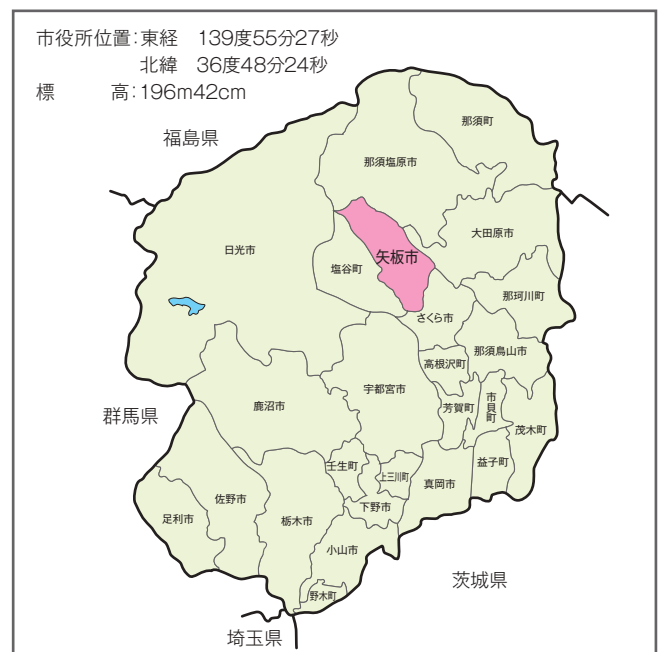 市役所位置:東経　139度55分27秒
北緯　36度48分24秒
標　　　高:196m42cm
福島県
那須町
那須塩原市
大田原市
日光市
矢板市
塩谷町
那珂川町
さくら市
那須烏山市
高根沢町
宇都宮市
鹿沼市
芳賀町
市貝町
群馬県
茂木町
壬生町
上三川町
益子町
真岡市
佐野市
下野市
足利市
栃木市
小山市
茨城県
野木町
埼玉県